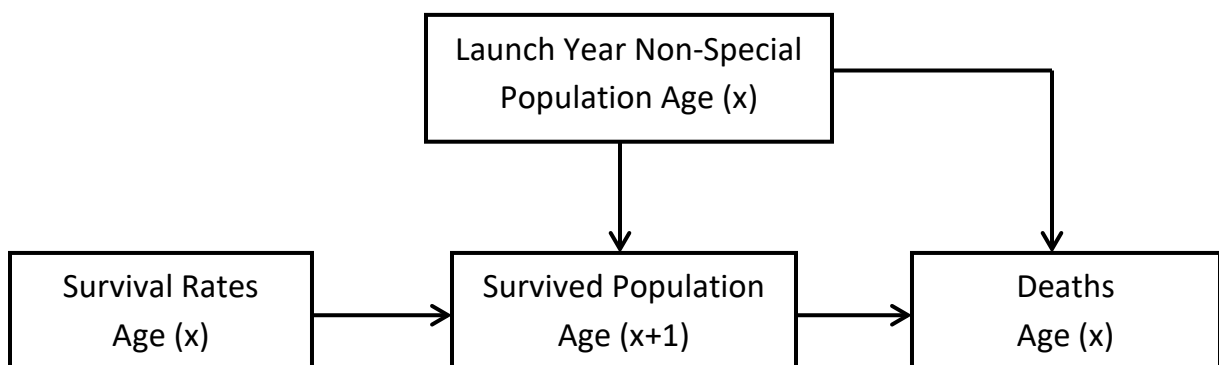 Launch Year Non-Special
Population Age (x)
Survival Rates
Age (x)
Survived Population
Age (x+1)
Deaths
Age (x)